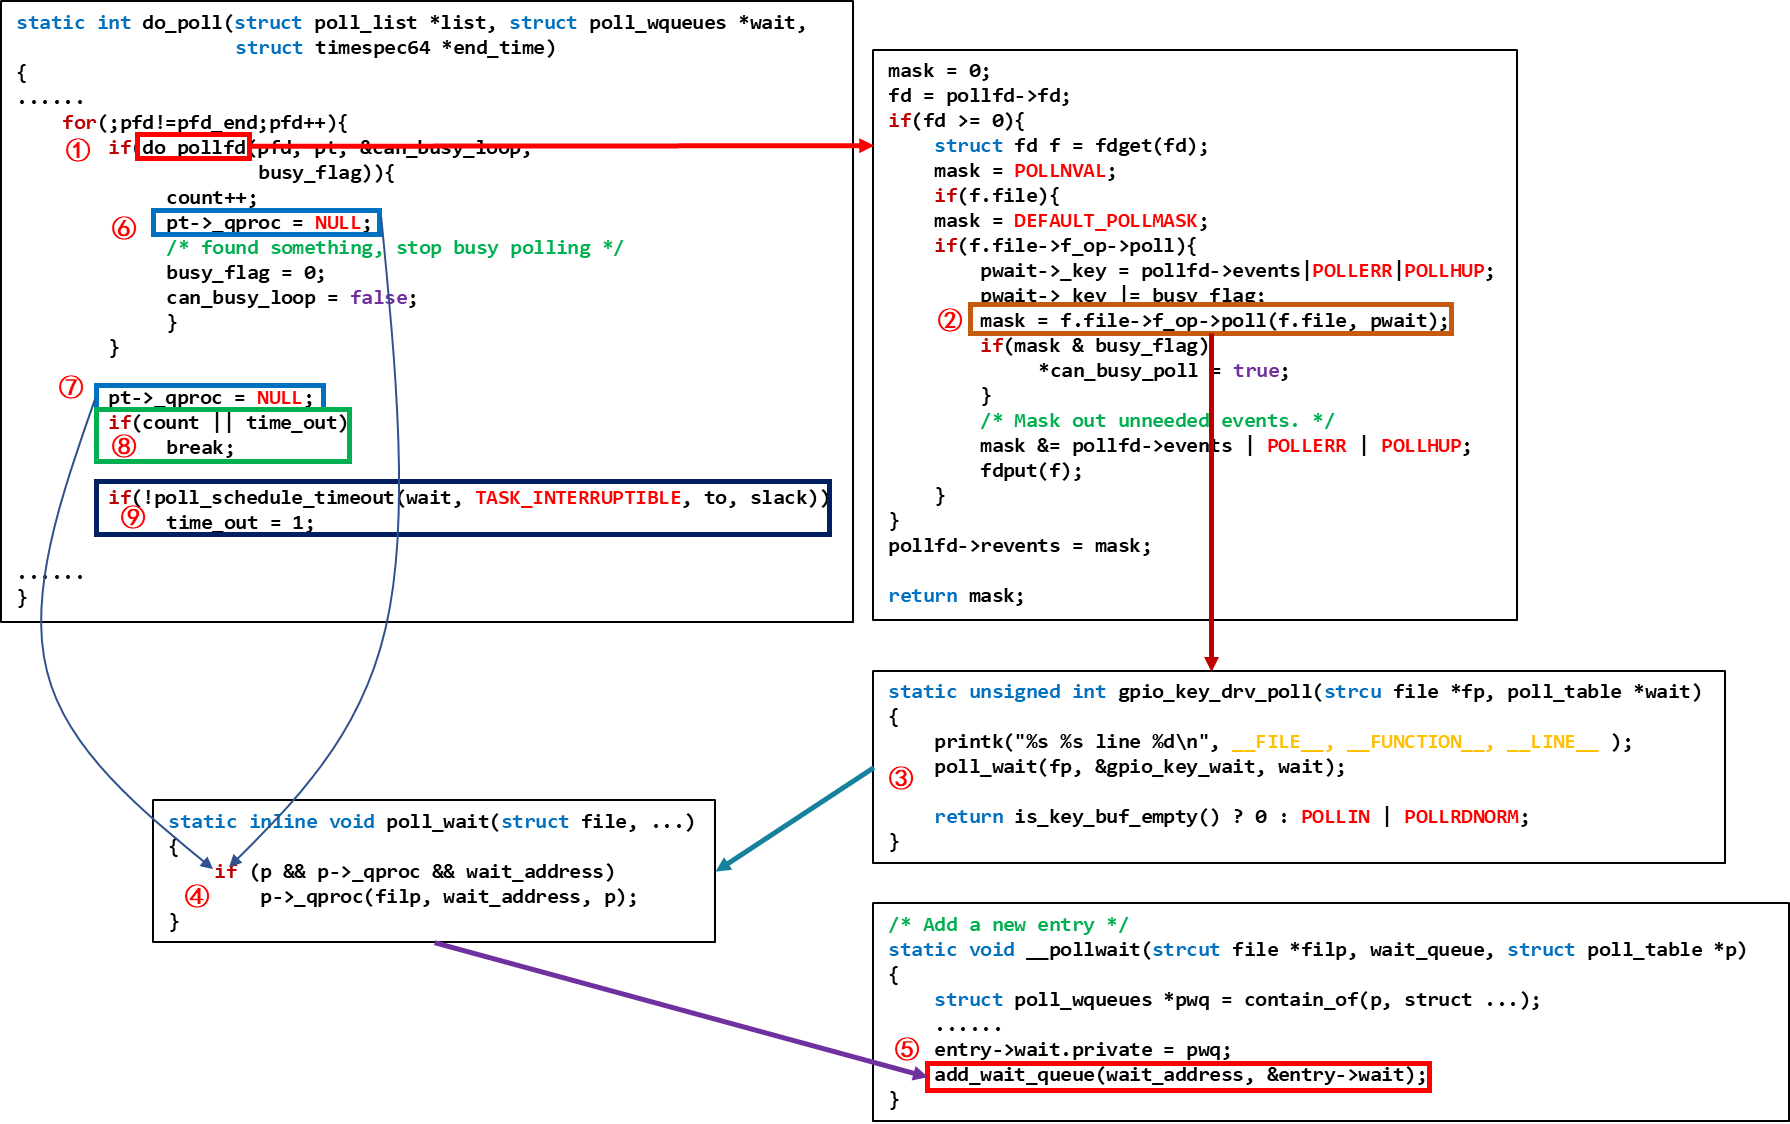 static int do_poll(struct poll_list *list, struct poll_wqueues *wait,
struct timespec64 *end_time)
{
......
for(;pfd!=pfd_end;pfd++){
① if(do_pollfd(pfd, pt, &can_busy_loop,
busy_flag)){
count++;
⑥ pt->_qproc = NULL;
/* found something, stop busy polling */
busy_flag = 0;
can_busy_loop = false;
}
}
⑦ pt->_qproc = NULL;
if(count || time_out)
⑧ break;
if(!poll_schedule_timeout(wait, TASK_INTERRUPTIBLE, to, slack))
⑨ time_out = 1;
......
}
mask = 0;
fd = pollfd->fd;
if(fd >= 0){
struct fd f = fdget(fd);
mask = POLLNVAL;
if(f.file){
mask = DEFAULT_POLLMASK;
if(f.file->f_op->poll){
pwait->_key = pollfd->events|POLLERR|POLLHUP;
pwait->_key |= busy_flag;
② mask = f.file->f_op->poll(f.file, pwait);
if(mask & busy_flag)
*can_busy_poll = true;
}
/* Mask out unneeded events. */
mask &= pollfd->events | POLLERR | POLLHUP;
fdput(f);
}
}
pollfd->revents = mask;
return mask;
static unsigned int gpio_key_drv_poll(strcu file *fp, poll_table *wait)
{
printk("%s %s line %d\n", __FILE__, __FUNCTION__, __LINE__ );
③ poll_wait(fp, &gpio_key_wait, wait);
return is_key_buf_empty() ? 0 : POLLIN | POLLRDNORM;
}
static inline void poll_wait(struct file, ...)
{
if (p && p->_qproc && wait_address)
④ p->_qproc(filp, wait_address, p);
}
/* Add a new entry */
static void __pollwait(strcut file *filp, wait_queue, struct poll_table *p)
{
struct poll_wqueues *pwq = contain_of(p, struct ...);
......
⑤ entry->wait.private = pwq;
add_wait_queue(wait_address, &entry->wait);
}